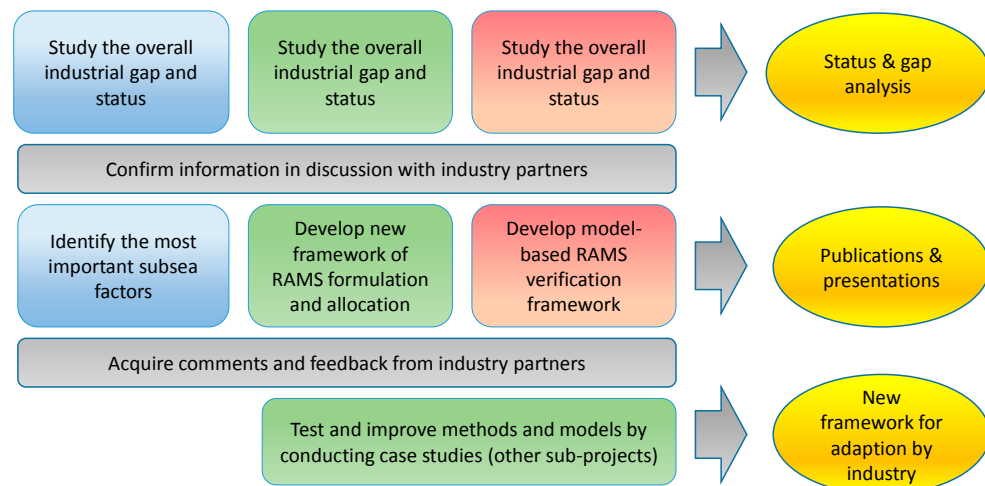 Study the overall
industrial gap and
status
Study the overall
industrial gap and
status
Study the overall
industrial gap and
status
Status & gap
analysis
Confirm information in discussion with industry partners
Identify the most
important subsea
factors
Develop new
framework of
RAMS formulation
and allocation
Develop model-
based RAMS
verification
framework
Publications &
presentations
Acquire comments and feedback from industry partners
Test and improve methods and models by
conducting case studies (other sub-projects)
New
framework for
adaption by
industry